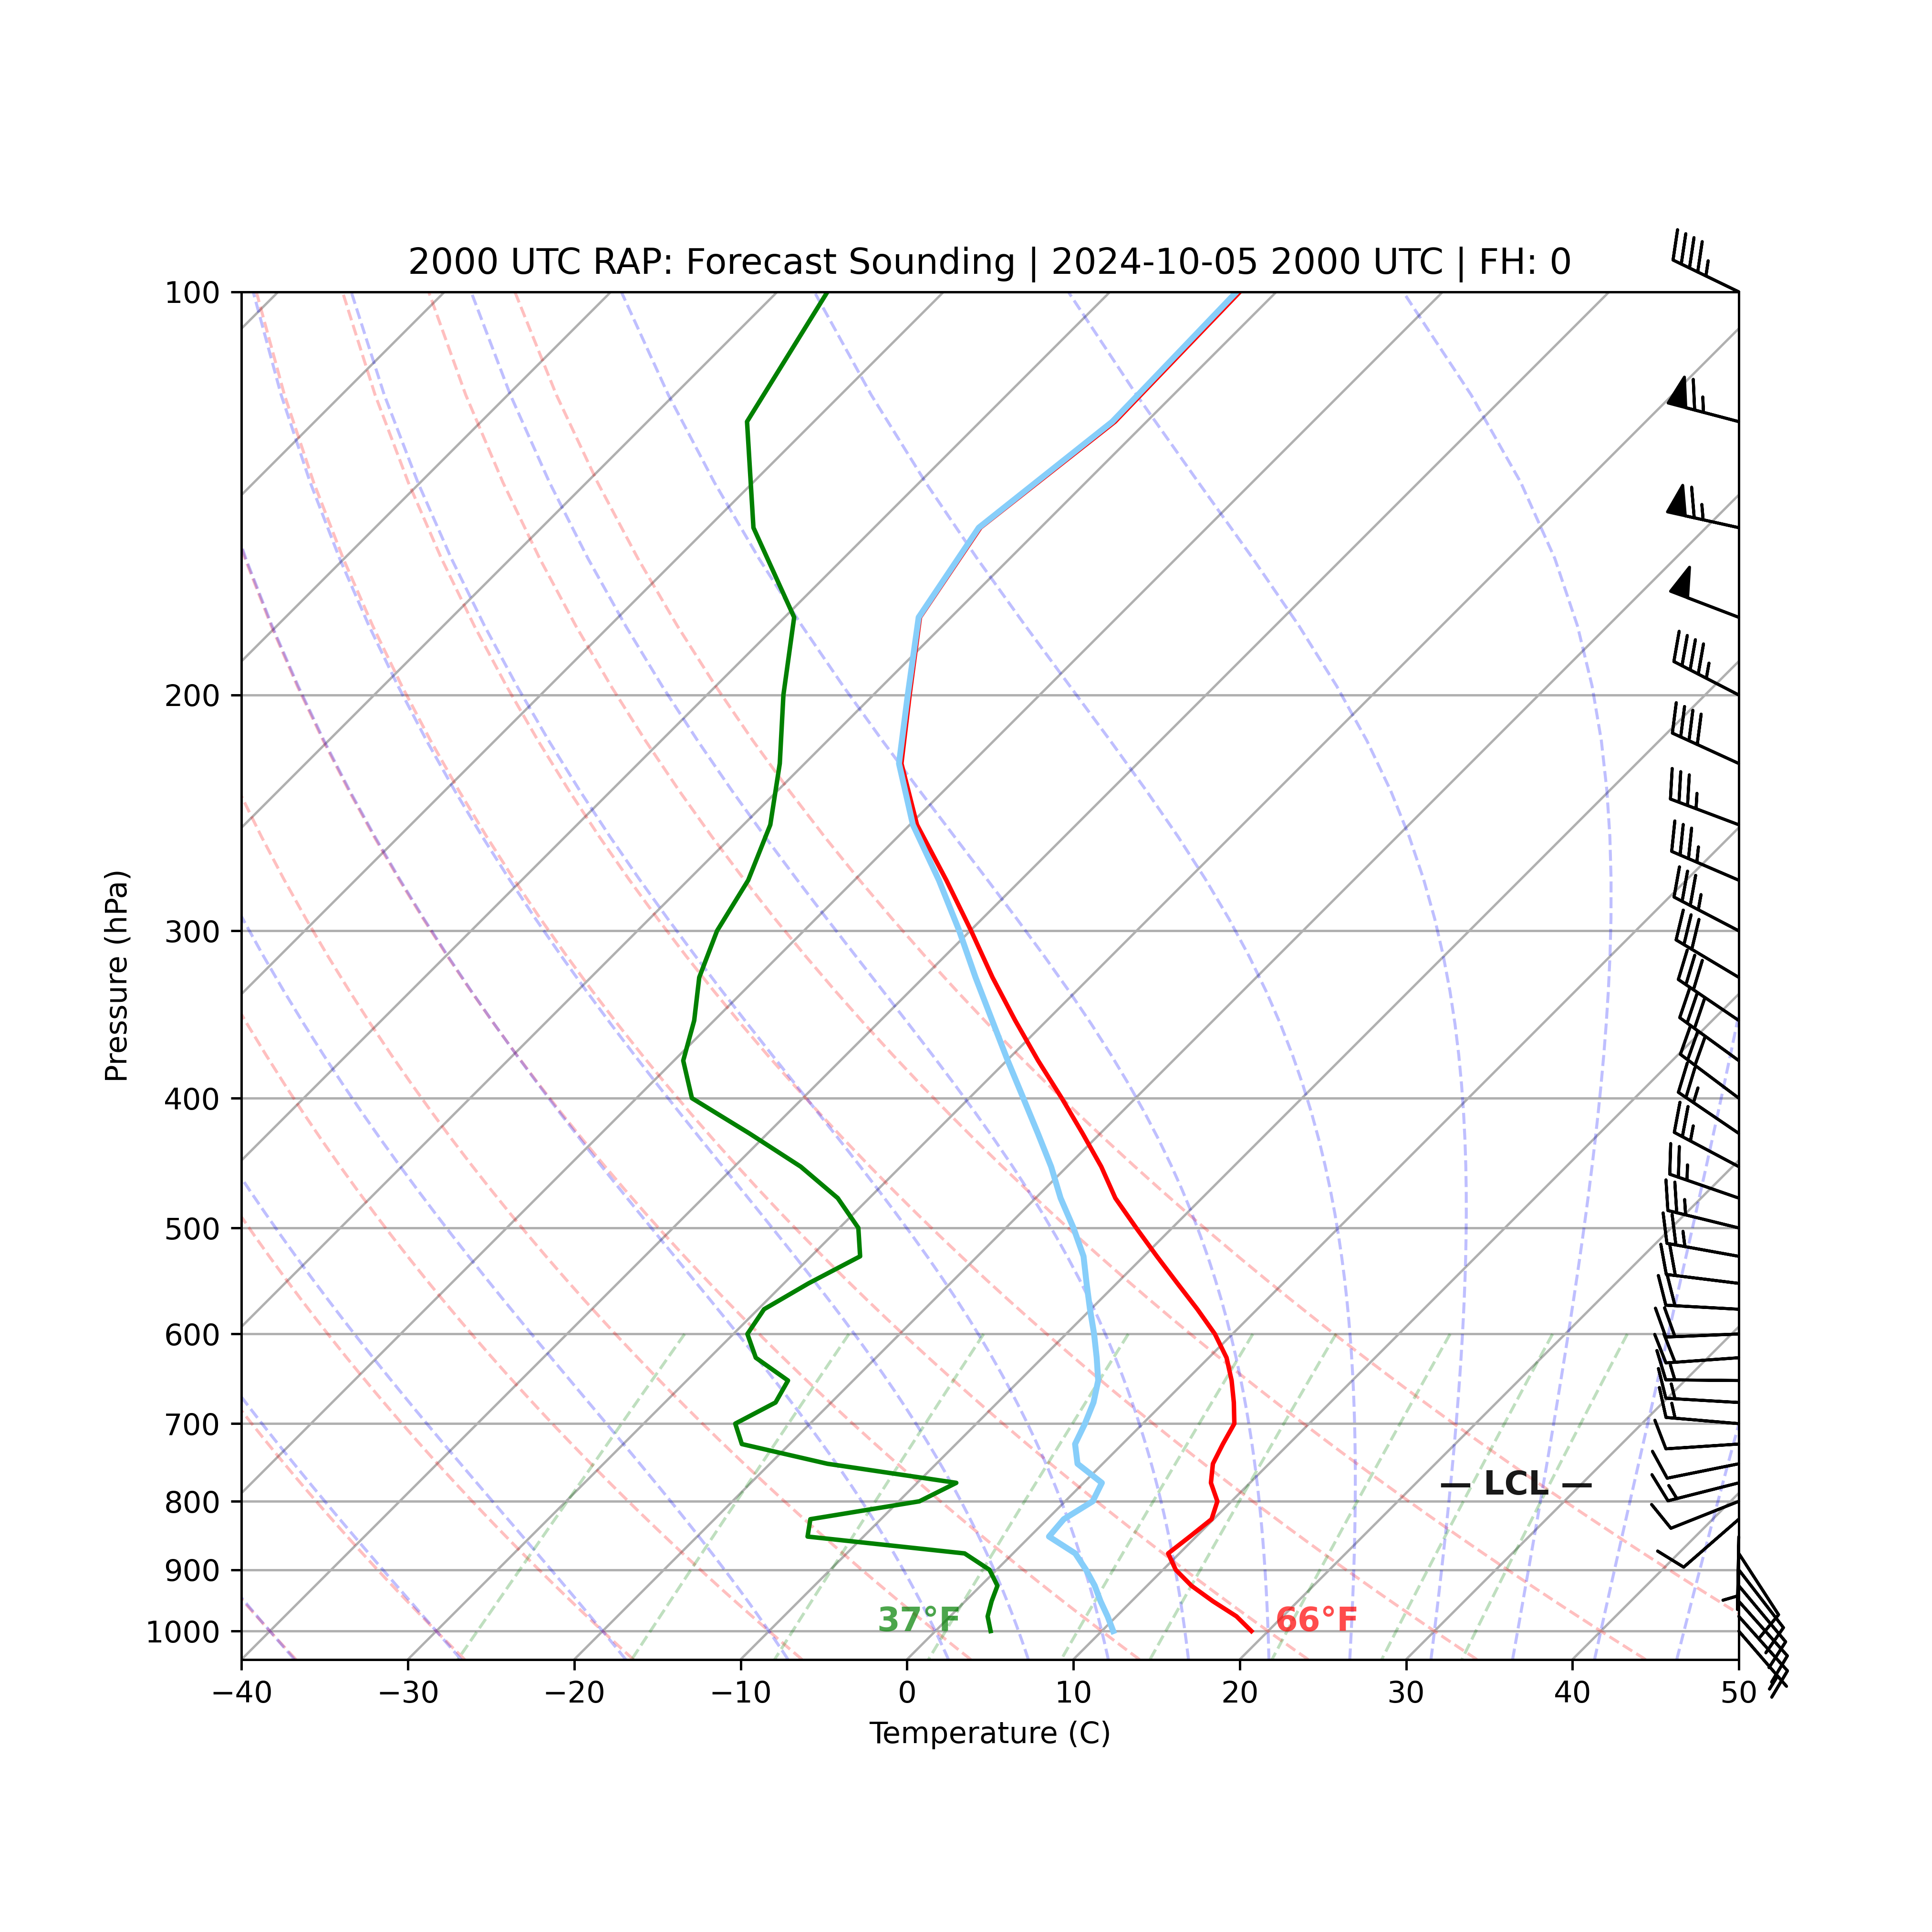 2000 UTC RAP: Forecast Sounding | 2024-10-05 2000 UTC | FH: 0
100
200
300
400
500
600
700
800
900
1000
Pressure (hPa)
— LCL —
37°F
66°F
−40 −30 −20 −10 0 10 20 30 40 50
Temperature (C)